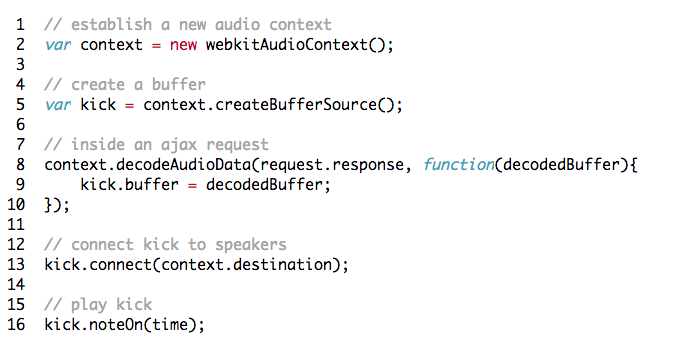 1 // establish a new audio context
2 var context = new webkitAudioContext();
3
4 // create a buffer
5 var kick = context.createBufferSource();
6
7 // inside an ajax request
8 context.decodeAudioData(request.response, function(decodedBuffer){
9     kick.buffer = decodedBuffer;
10 });
11
12 // connect kick to speakers
13 kick.connect(context.destination);
14
15 // play kick
16 kick.noteOn(time);